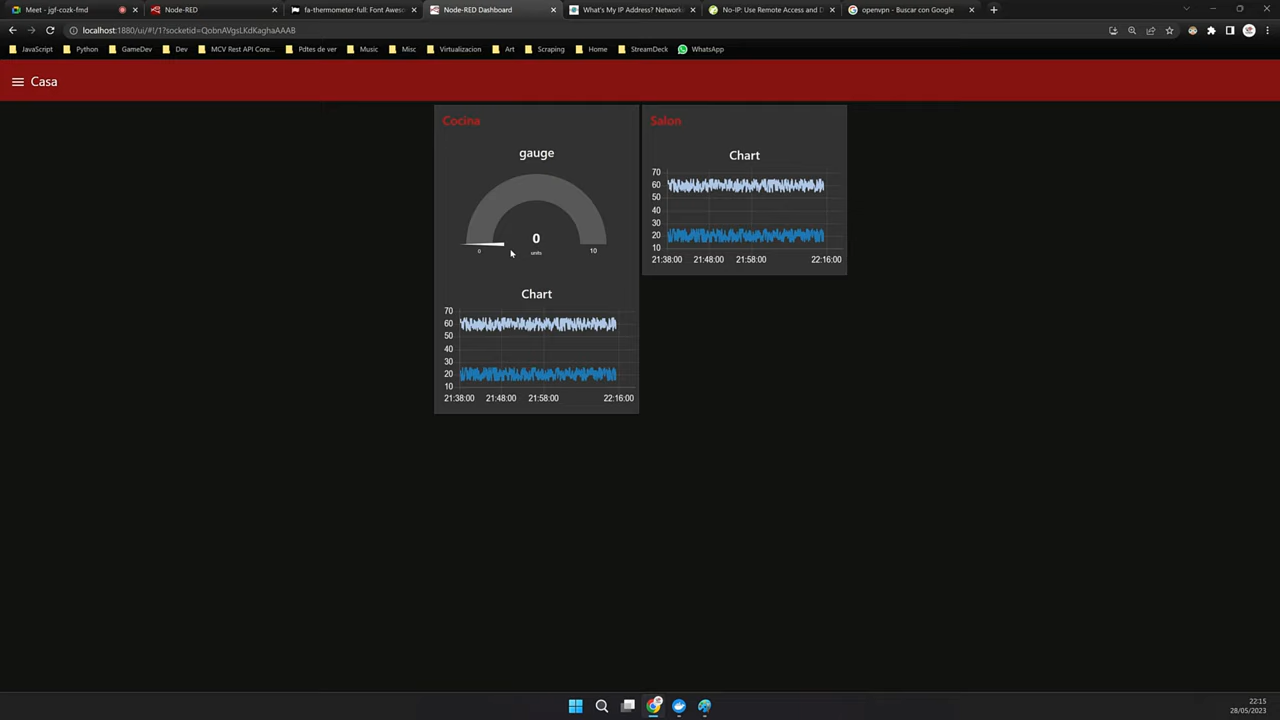 Meet - jgf-cozk-fmd
Node-RED
fa-thermometer-full: Font Aweso
Node-RED Dashboard
What's My IP Address? Network
No-IP: Use Remote Access and D
openvpn - Buscar con Google
localhost:1880/ui/#!/1?socketid=QobnAVgsLKdKaghaAAAB
JavaScript
Python
GameDev
Dev
MCV Rest API Core...
Pdtes de ver
Music
Misc
Virtualizacion
Art
Scraping
Home
StreamDeck
WhatsApp
Casa
Cocina
gauge
0
units
0
10
Chart
70
60
50
40
30
20
10
21:38:00 21:48:00 21:58:00 22:16:00
Salon
Chart
70
60
50
40
30
20
10
21:38:00 21:48:00 21:58:00 22:16:00
22:15
28/05/2023